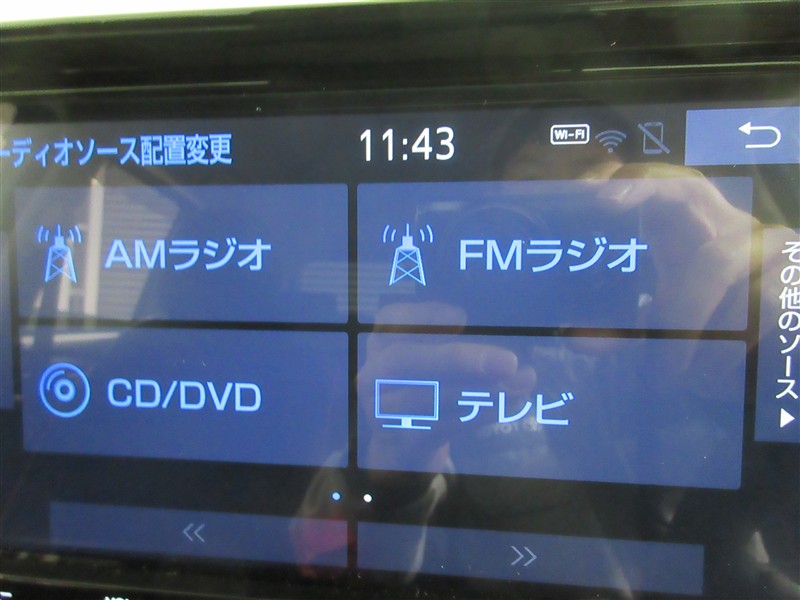 ーディオソース配置変更
11:43
Wi-Fi
AMラジオ
FMラジオ
CD/DVD
テレビ
その他のソース▶
<<
>>